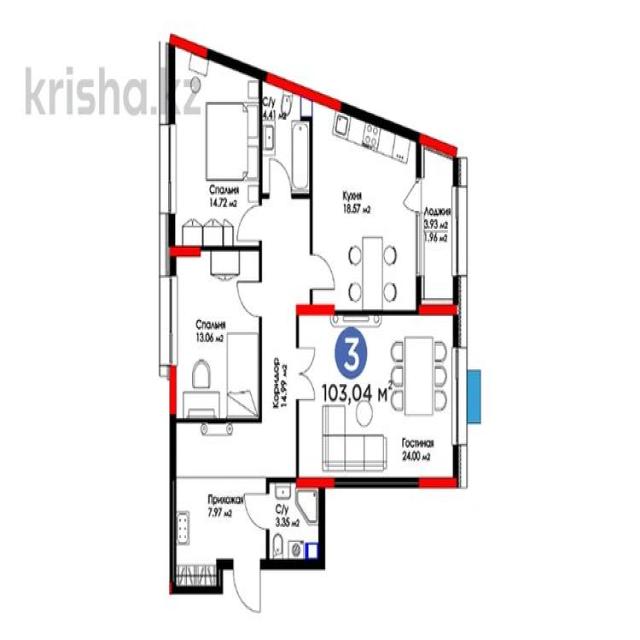 krisha.kz
С/у
4.41 м2
Спальня
14.72 м2
Кухня
18.57 м2
Лоджия
3.93 м2
1.96 м2
Спальня
13.06 м2
Коридор
14.99 м2
3
103,04 м2
Гостиная
24.00 м2
Прихожая
7.97 м2
С/у
3.35 м2